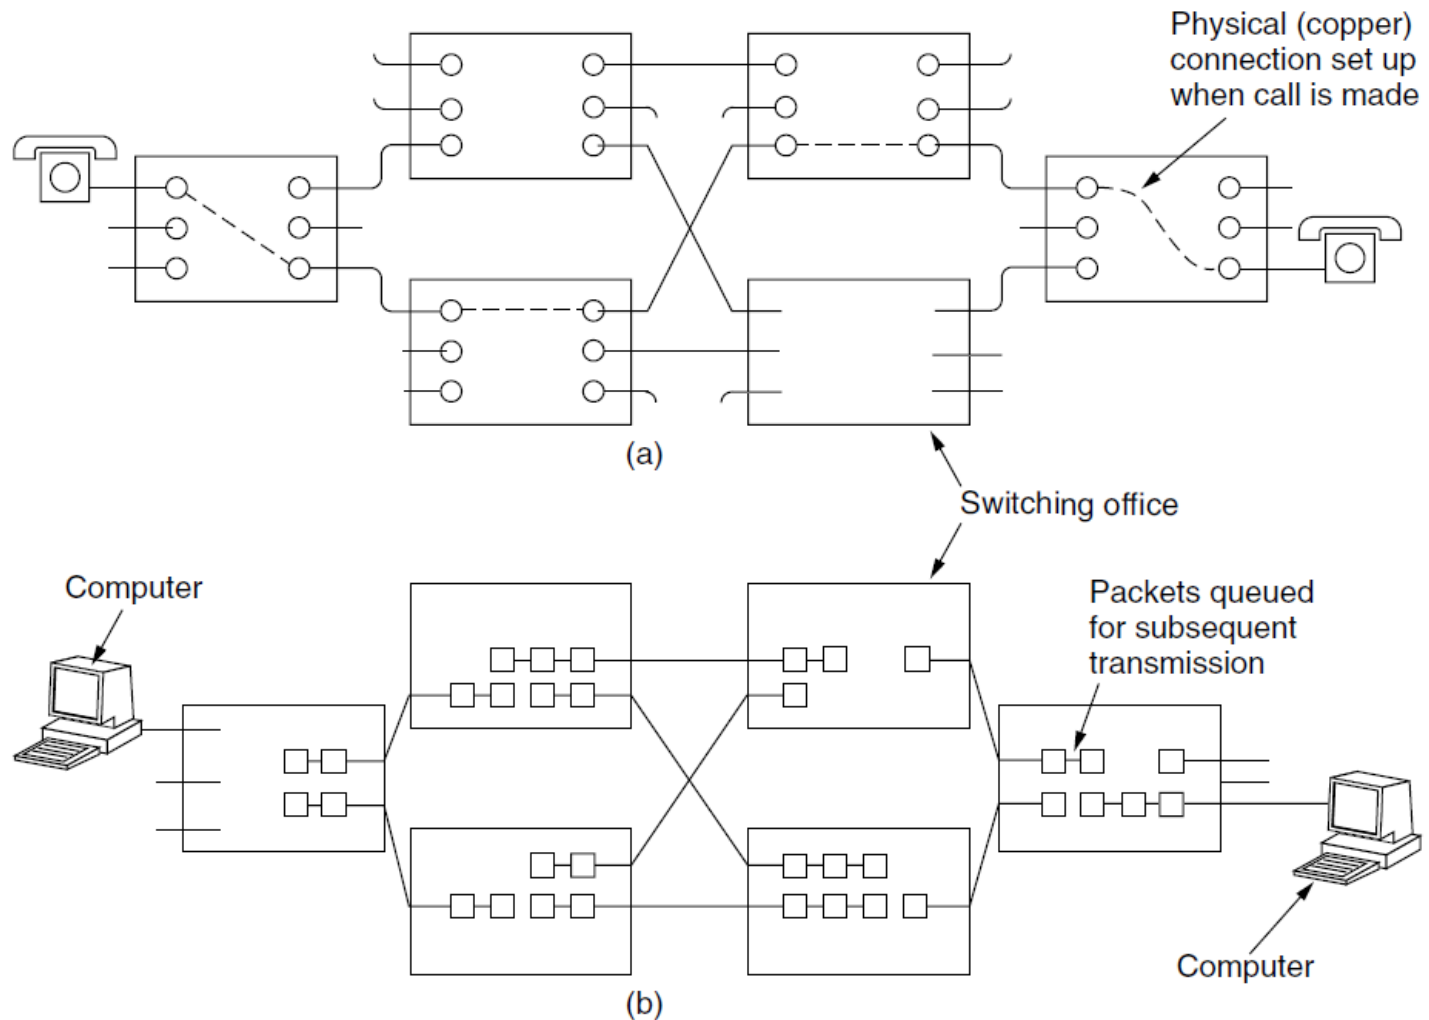 Physical (copper)
connection set up
when call is made
(a)
Switching office
Computer
Packets queued
for subsequent
transmission
Computer
(b)